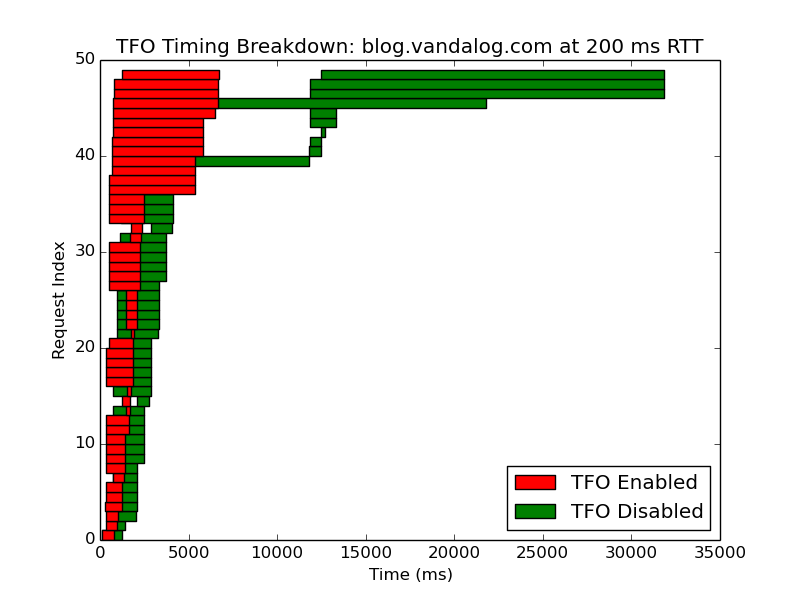 TFO Timing Breakdown: blog.vandalog.com at 200 ms RTT
50
40
30
20
10
0
Request Index
TFO Enabled
TFO Disabled
0 5000 10000 15000 20000 25000 30000 35000
Time (ms)